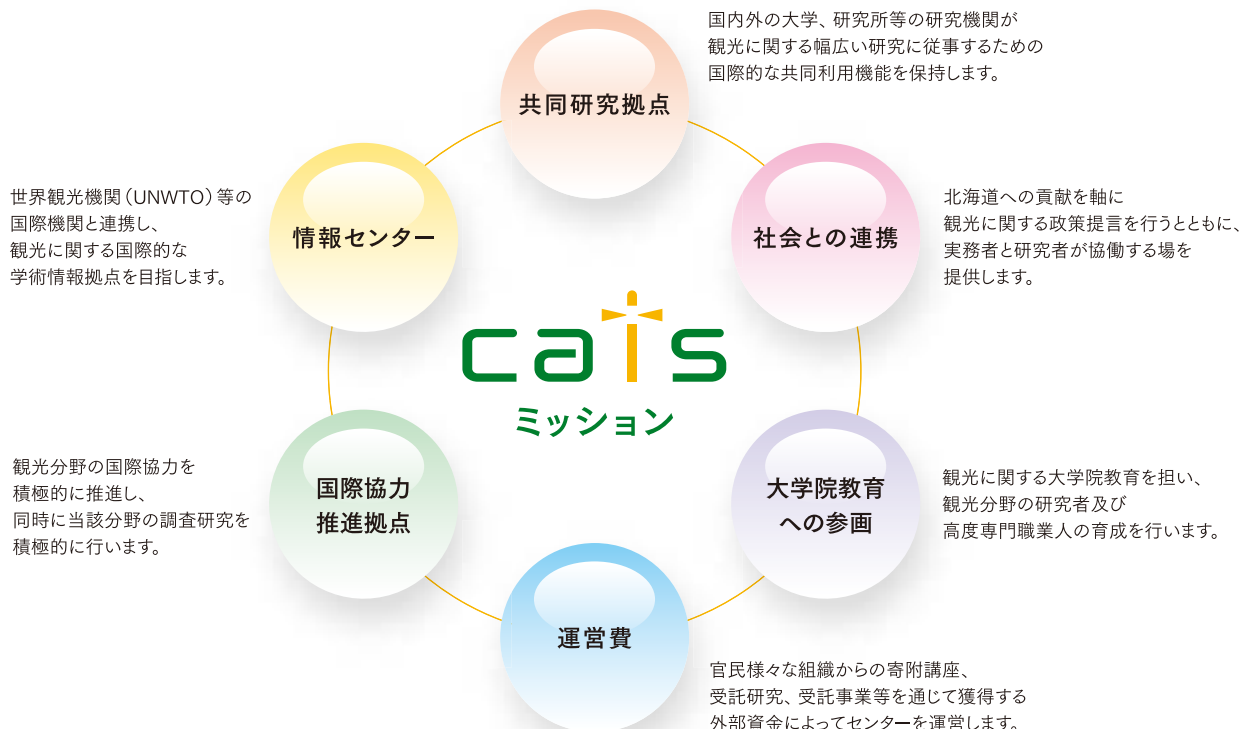 国内外の大学、研究所等の研究機関が
観光に関する幅広い研究に従事するための
国際的な共同利用機能を保持します。
共同研究拠点
世界観光機関（UNWTO）等の
国際機関と連携し、
観光に関する国際的な
学術情報拠点を目指します。
情報センター
社会との連携
北海道への貢献を軸に
観光に関する政策提言を行うとともに、
実務者と研究者が協働する場を
提供します。
cats
ミッション
観光分野の国際協力を
積極的に推進し、
同時に当該分野の調査研究を
積極的に行います。
国際協力
推進拠点
大学院教育
への参画
観光に関する大学院教育を担い、
観光分野の研究者及び
高度専門職業人の育成を行います。
運営費
官民様々な組織からの寄附講座、
受託研究、受託事業等を通じて獲得する
外部資金によってセンターを運営します。